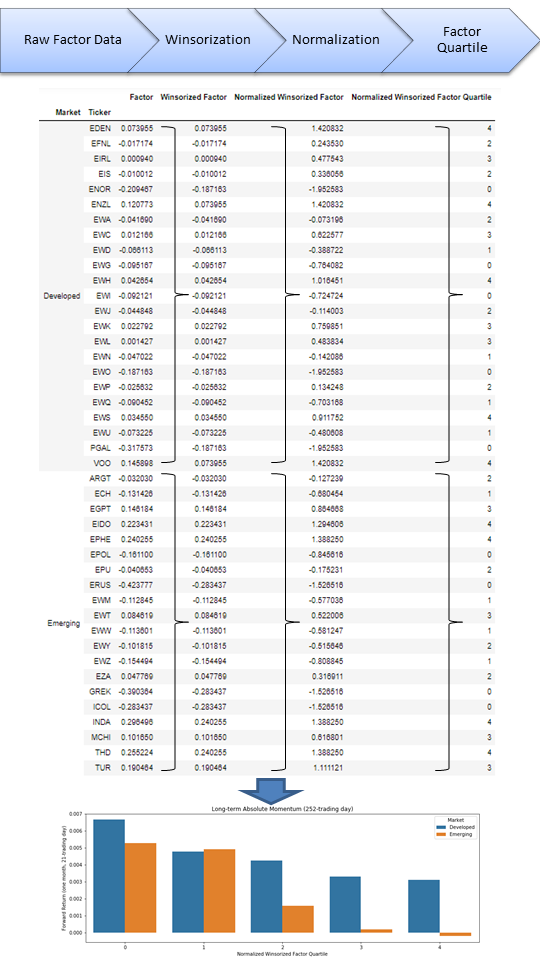 Raw Factor Data
Winsorization
Normalization
Factor
Quartile
Factor Winsorized Factor Normalized Winsorized Factor Normalized Winsorized Factor Quartile
Market Ticker
EDEN 0.073955 0.073955 1.420832 4
EFNL -0.017174 -0.017174 0.243530 2
EIRL 0.000940 0.000940 0.477543 3
EIS -0.010012 -0.010012 0.336056 2
ENOR -0.209467 -0.187163 -1.952583 0
ENZL 0.120773 0.073955 1.420832 4
EWA -0.041690 -0.041690 -0.073196 2
EWC 0.012186 0.012186 0.622577 3
EWD -0.066113 -0.066113 -0.388722 1
EWG -0.095167 -0.095167 -0.764082 0
EWH 0.042654 0.042654 1.016451 4
Developed EWI -0.092121 -0.092121 -0.724724 0
EWJ -0.044848 -0.044848 -0.114003 2
EWK 0.022792 0.022792 0.759851 3
EWL 0.001427 0.001427 0.483834 3
EWN -0.047022 -0.047022 -0.142086 1
EWO -0.187163 -0.187163 -1.952583 0
EWP -0.025632 -0.025632 0.134248 2
EWQ -0.090452 -0.090452 -0.703168 1
EWS 0.034550 0.034550 0.911752 4
EWU -0.073225 -0.073225 -0.480608 1
PGAL -0.317573 -0.187163 -1.952583 0
VOO 0.145898 0.073955 1.420832 4
ARGT -0.032030 -0.032030 -0.127239 2
ECH -0.131426 -0.131426 -0.680454 1
EGPT 0.146184 0.146184 0.864668 3
EIDO 0.223431 0.223431 1.294606 4
EPHE 0.240255 0.240255 1.388250 4
EPOL -0.161100 -0.161100 -0.845616 0
EPU -0.040653 -0.040653 -0.175231 2
ERUS -0.423777 -0.283437 -1.526516 0
EWM -0.112845 -0.112845 -0.577036 1
EWT 0.084619 0.084619 0.522006 3
Emerging EWW -0.113601 -0.113601 -0.581247 1
EWY -0.101815 -0.101815 -0.515646 2
EWZ -0.154494 -0.154494 -0.808845 1
EZA 0.047769 0.047769 0.316911 2
GREK -0.390364 -0.283437 -1.526516 0
ICOL -0.283437 -0.283437 -1.526516 0
INDA 0.296496 0.240255 1.388250 4
MCHI 0.101650 0.101650 0.616801 3
THD 0.255224 0.240255 1.388250 4
TUR 0.190464 0.190464 1.111121 3
Long-term Absolute Momentum (252-trading day)
Market
Developed
Emerging
Forward Return (one month, 21-trading day)
0.007
0.006
0.005
0.004
0.003
0.002
0.001
0.000
0 1 2 3 4
Normalized Winsorized Factor Quartile